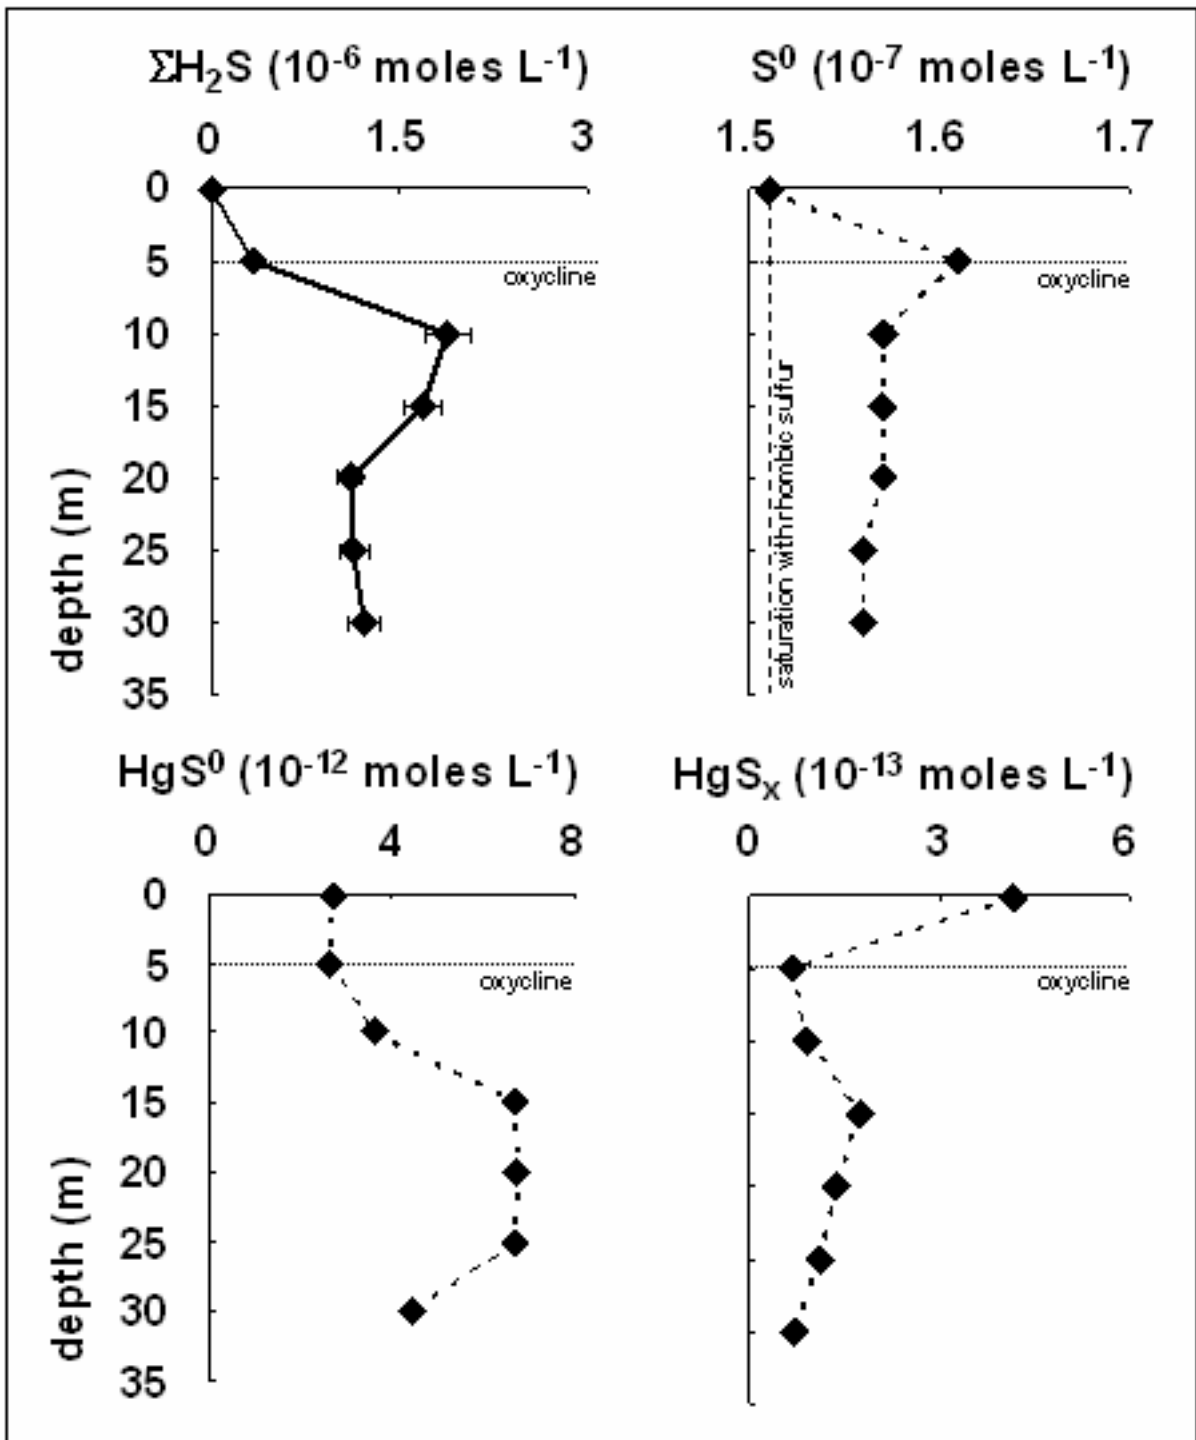 ΣH₂S (10⁻⁶ moles L⁻¹)
0 1.5 3
0
5
10
15
20
25
30
35
depth (m)
oxycline
S⁰ (10⁻⁷ moles L⁻¹)
1.5 1.6 1.7
oxycline
saturation with rhombic sulfur
HgS⁰ (10⁻¹² moles L⁻¹)
0 4 8
0
5
10
15
20
25
30
35
depth (m)
oxycline
HgSₓ (10⁻¹³ moles L⁻¹)
0 3 6
oxycline